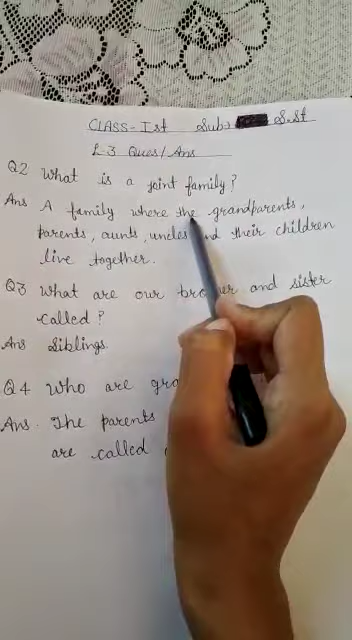 CLASS-Ist Sub: S.St
L-3 Ques/Ans
Q2 What is a joint family?
Ans A family where the grandparents,
parents, aunts, uncles and their children
live together.
Q3 What are our brother and sister
called?
Ans Siblings.
Q4 Who are
Ans. The parents
are called